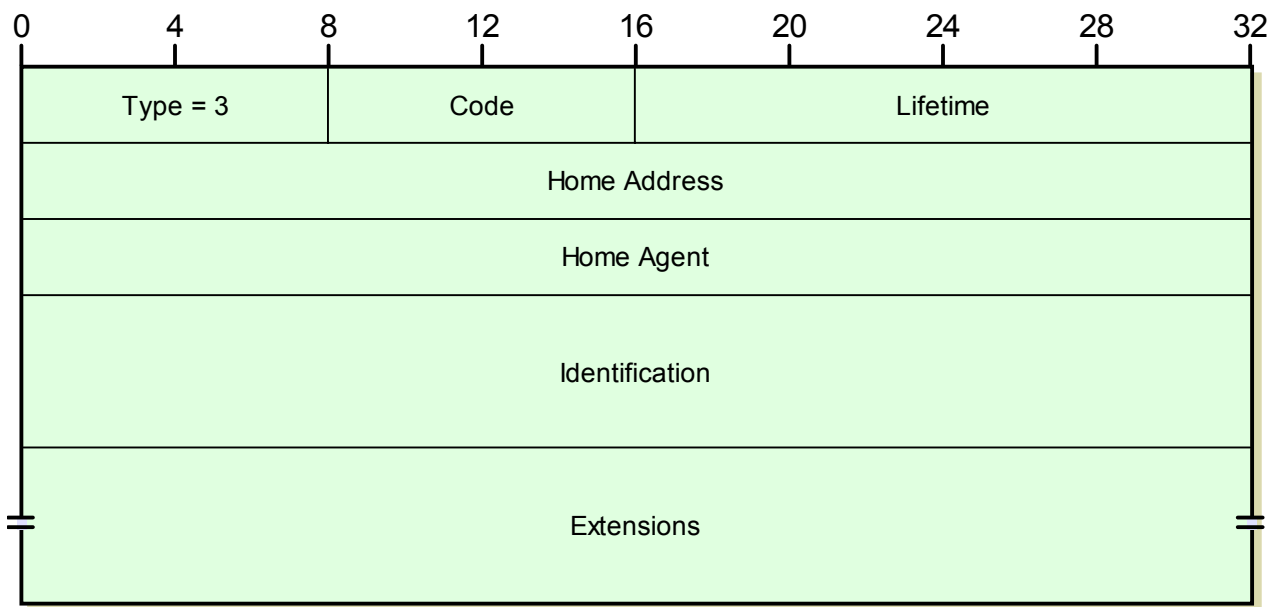 0 4 8 12 16 20 24 28 32
Type = 3 Code Lifetime
Home Address
Home Agent
Identification
Extensions